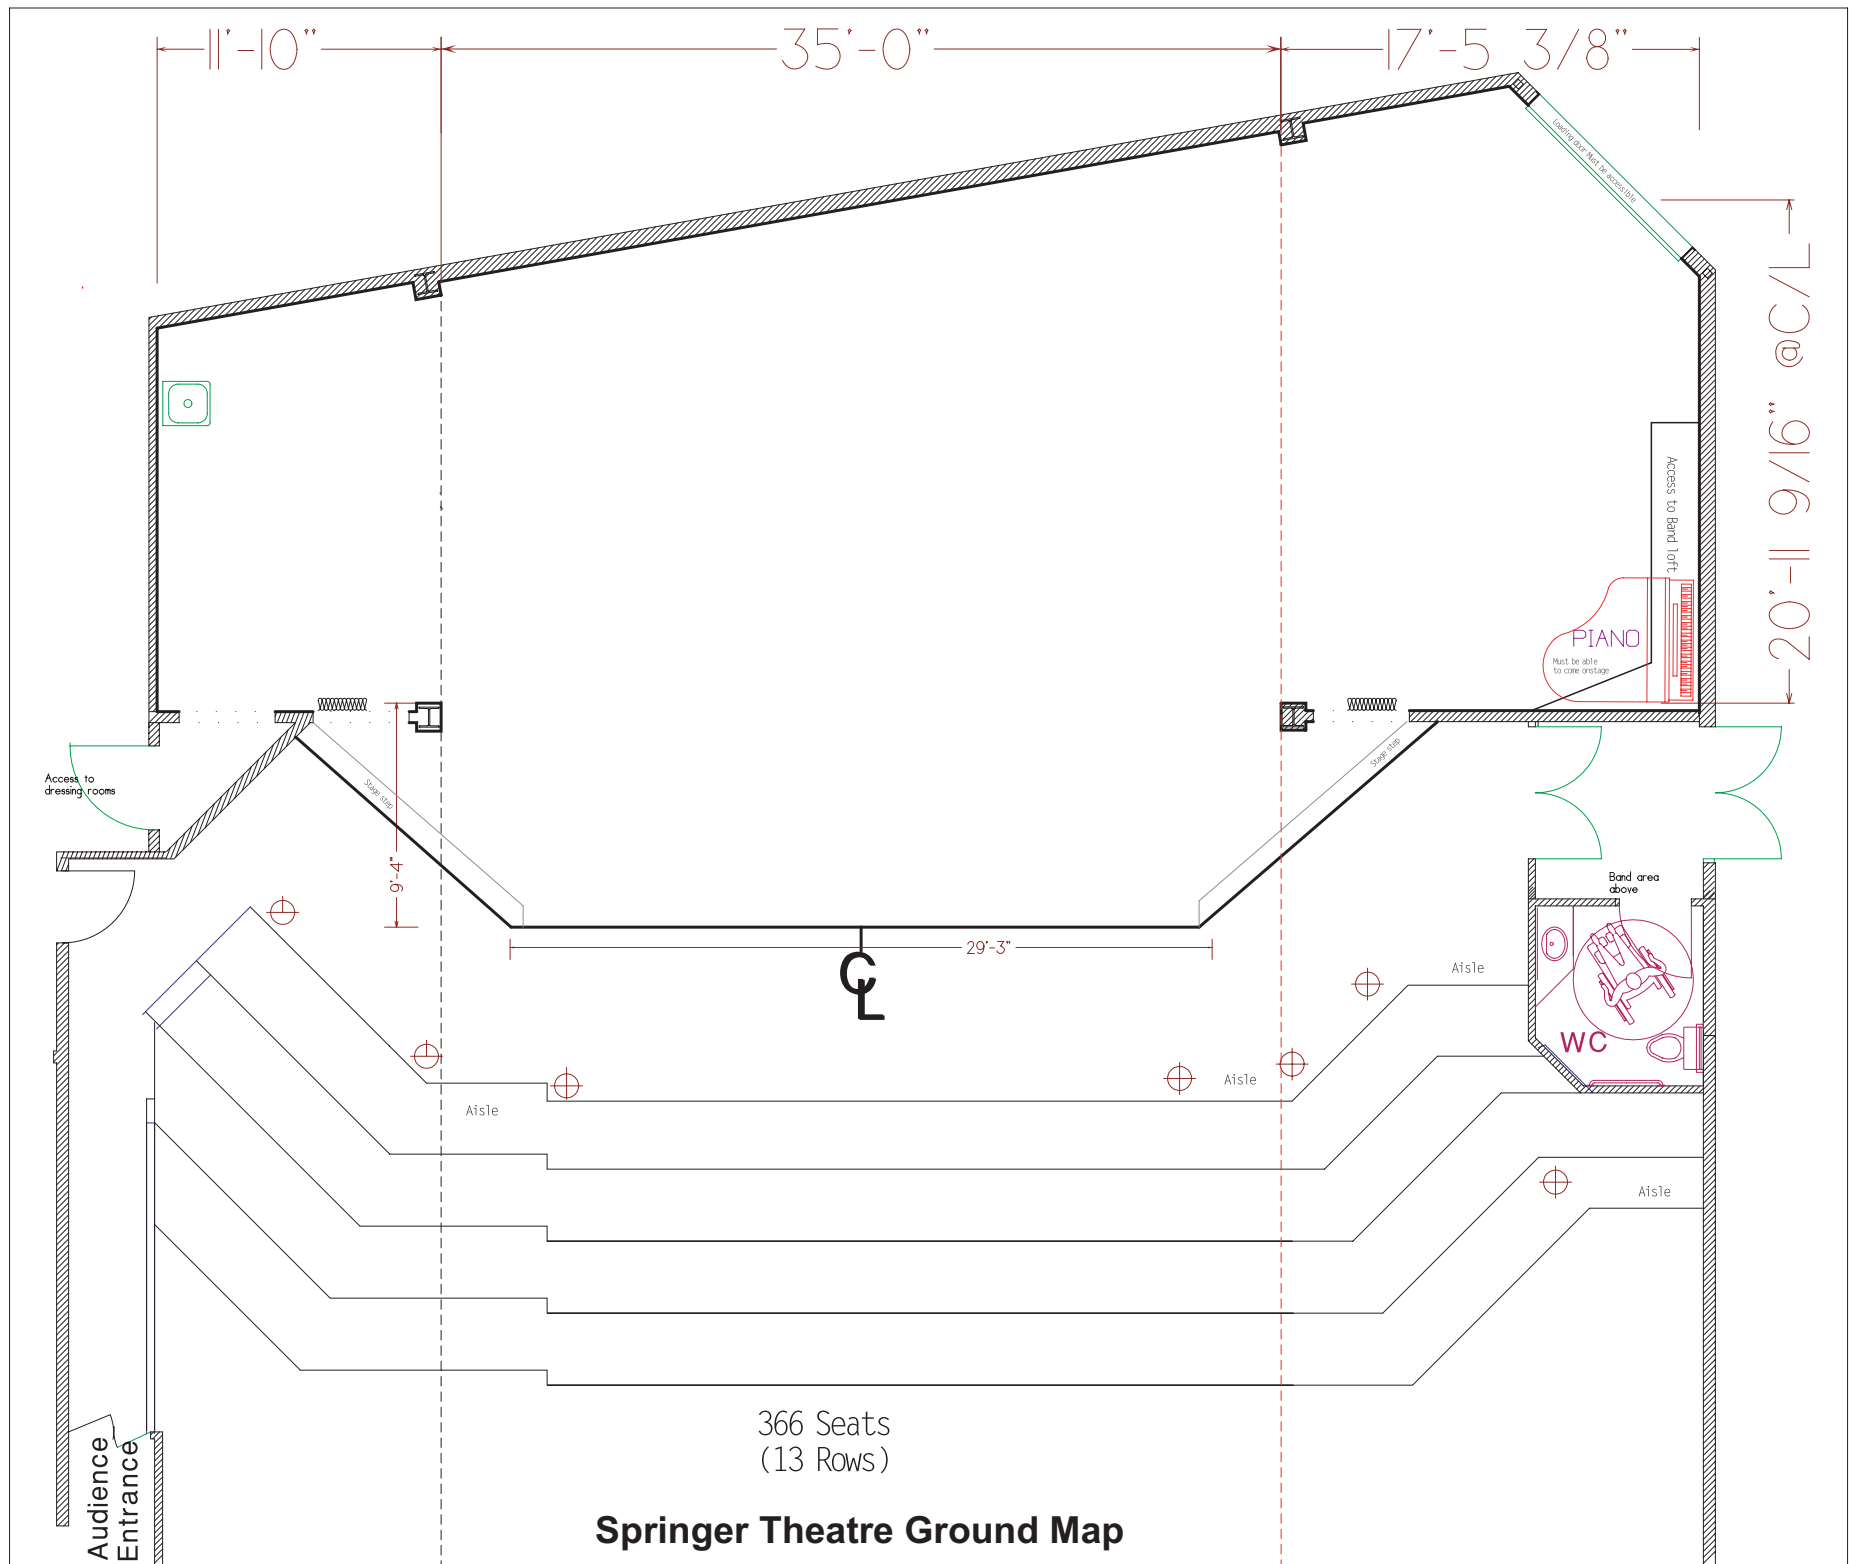 11'-10"
35'-0"
17'-5 3/8"
Loading door Must be accessible
20'-11 9/16" @C/L
Access to Band loft
PIANO
Must be able
to come onstage
Stage step
Stage step
Access to
dressing rooms
9'-4"
29'-3"
CL
Band area
above
Aisle
WC
Aisle
Aisle
Aisle
366 Seats
(13 Rows)
Audience
Entrance
Springer Theatre Ground Map